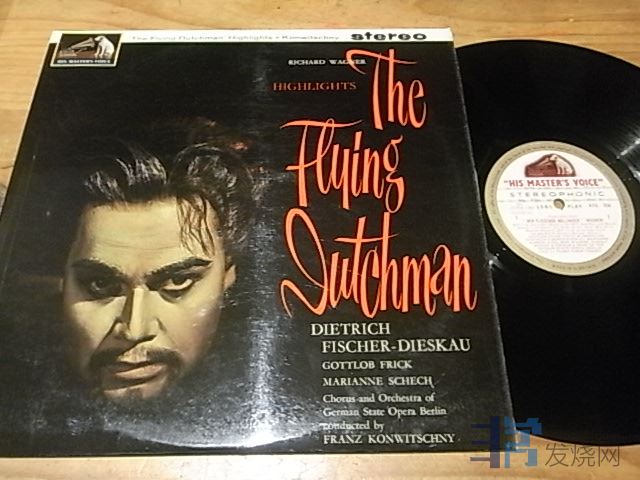 HIS MASTER'S VOICE
The Flying Dutchman Highlights • Konwitschny
stereo
RICHARD WAGNER
HIGHLIGHTS
The
Flying
Dutchman
DIETRICH
FISCHER-DIESKAU
GOTTLOB FRICK
MARIANNE SCHECH
Chorus and Orchestra of
German State Opera Berlin
conducted by
FRANZ KONWITSCHNY
"HIS MASTER'S VOICE"
STEREOPHONIC
发烧网